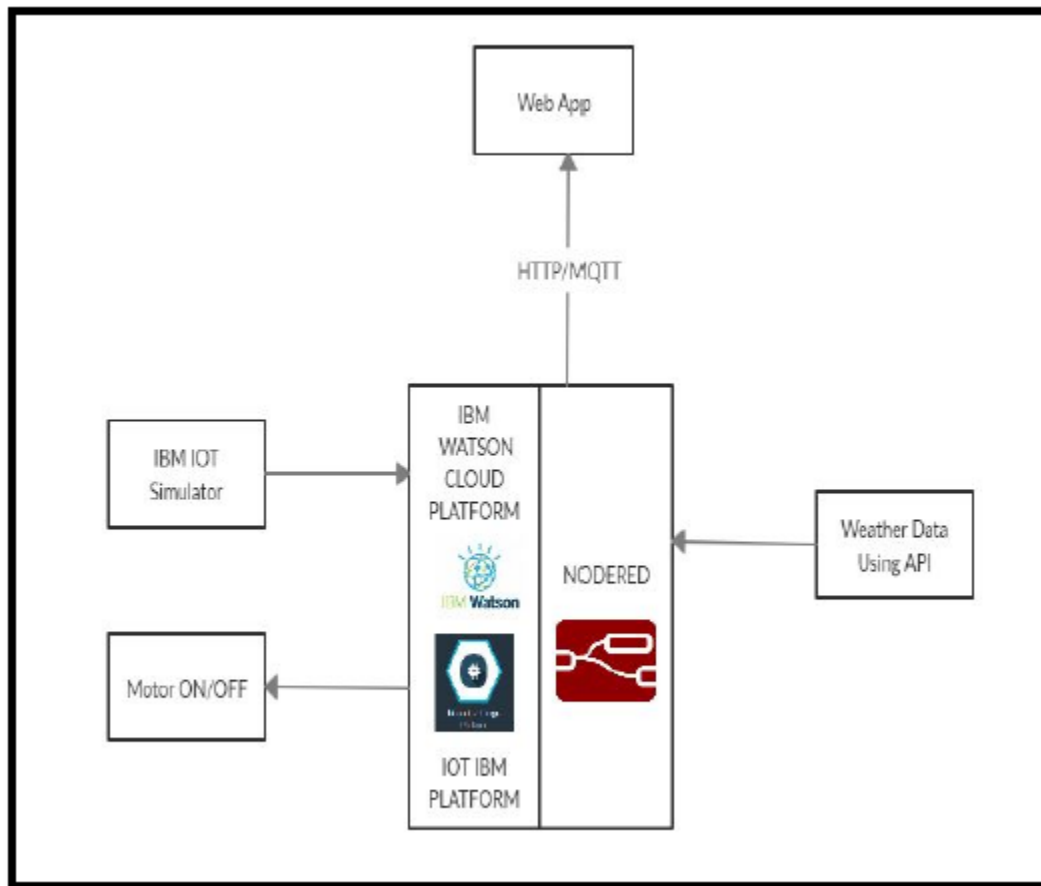 Web App
HTTP/MQTT
IBM IOT
Simulator
IBM
WATSON
CLOUD
PLATFORM
IBM Watson
NODERED
Weather Data
Using API
Motor ON/OFF
IOT IBM
PLATFORM